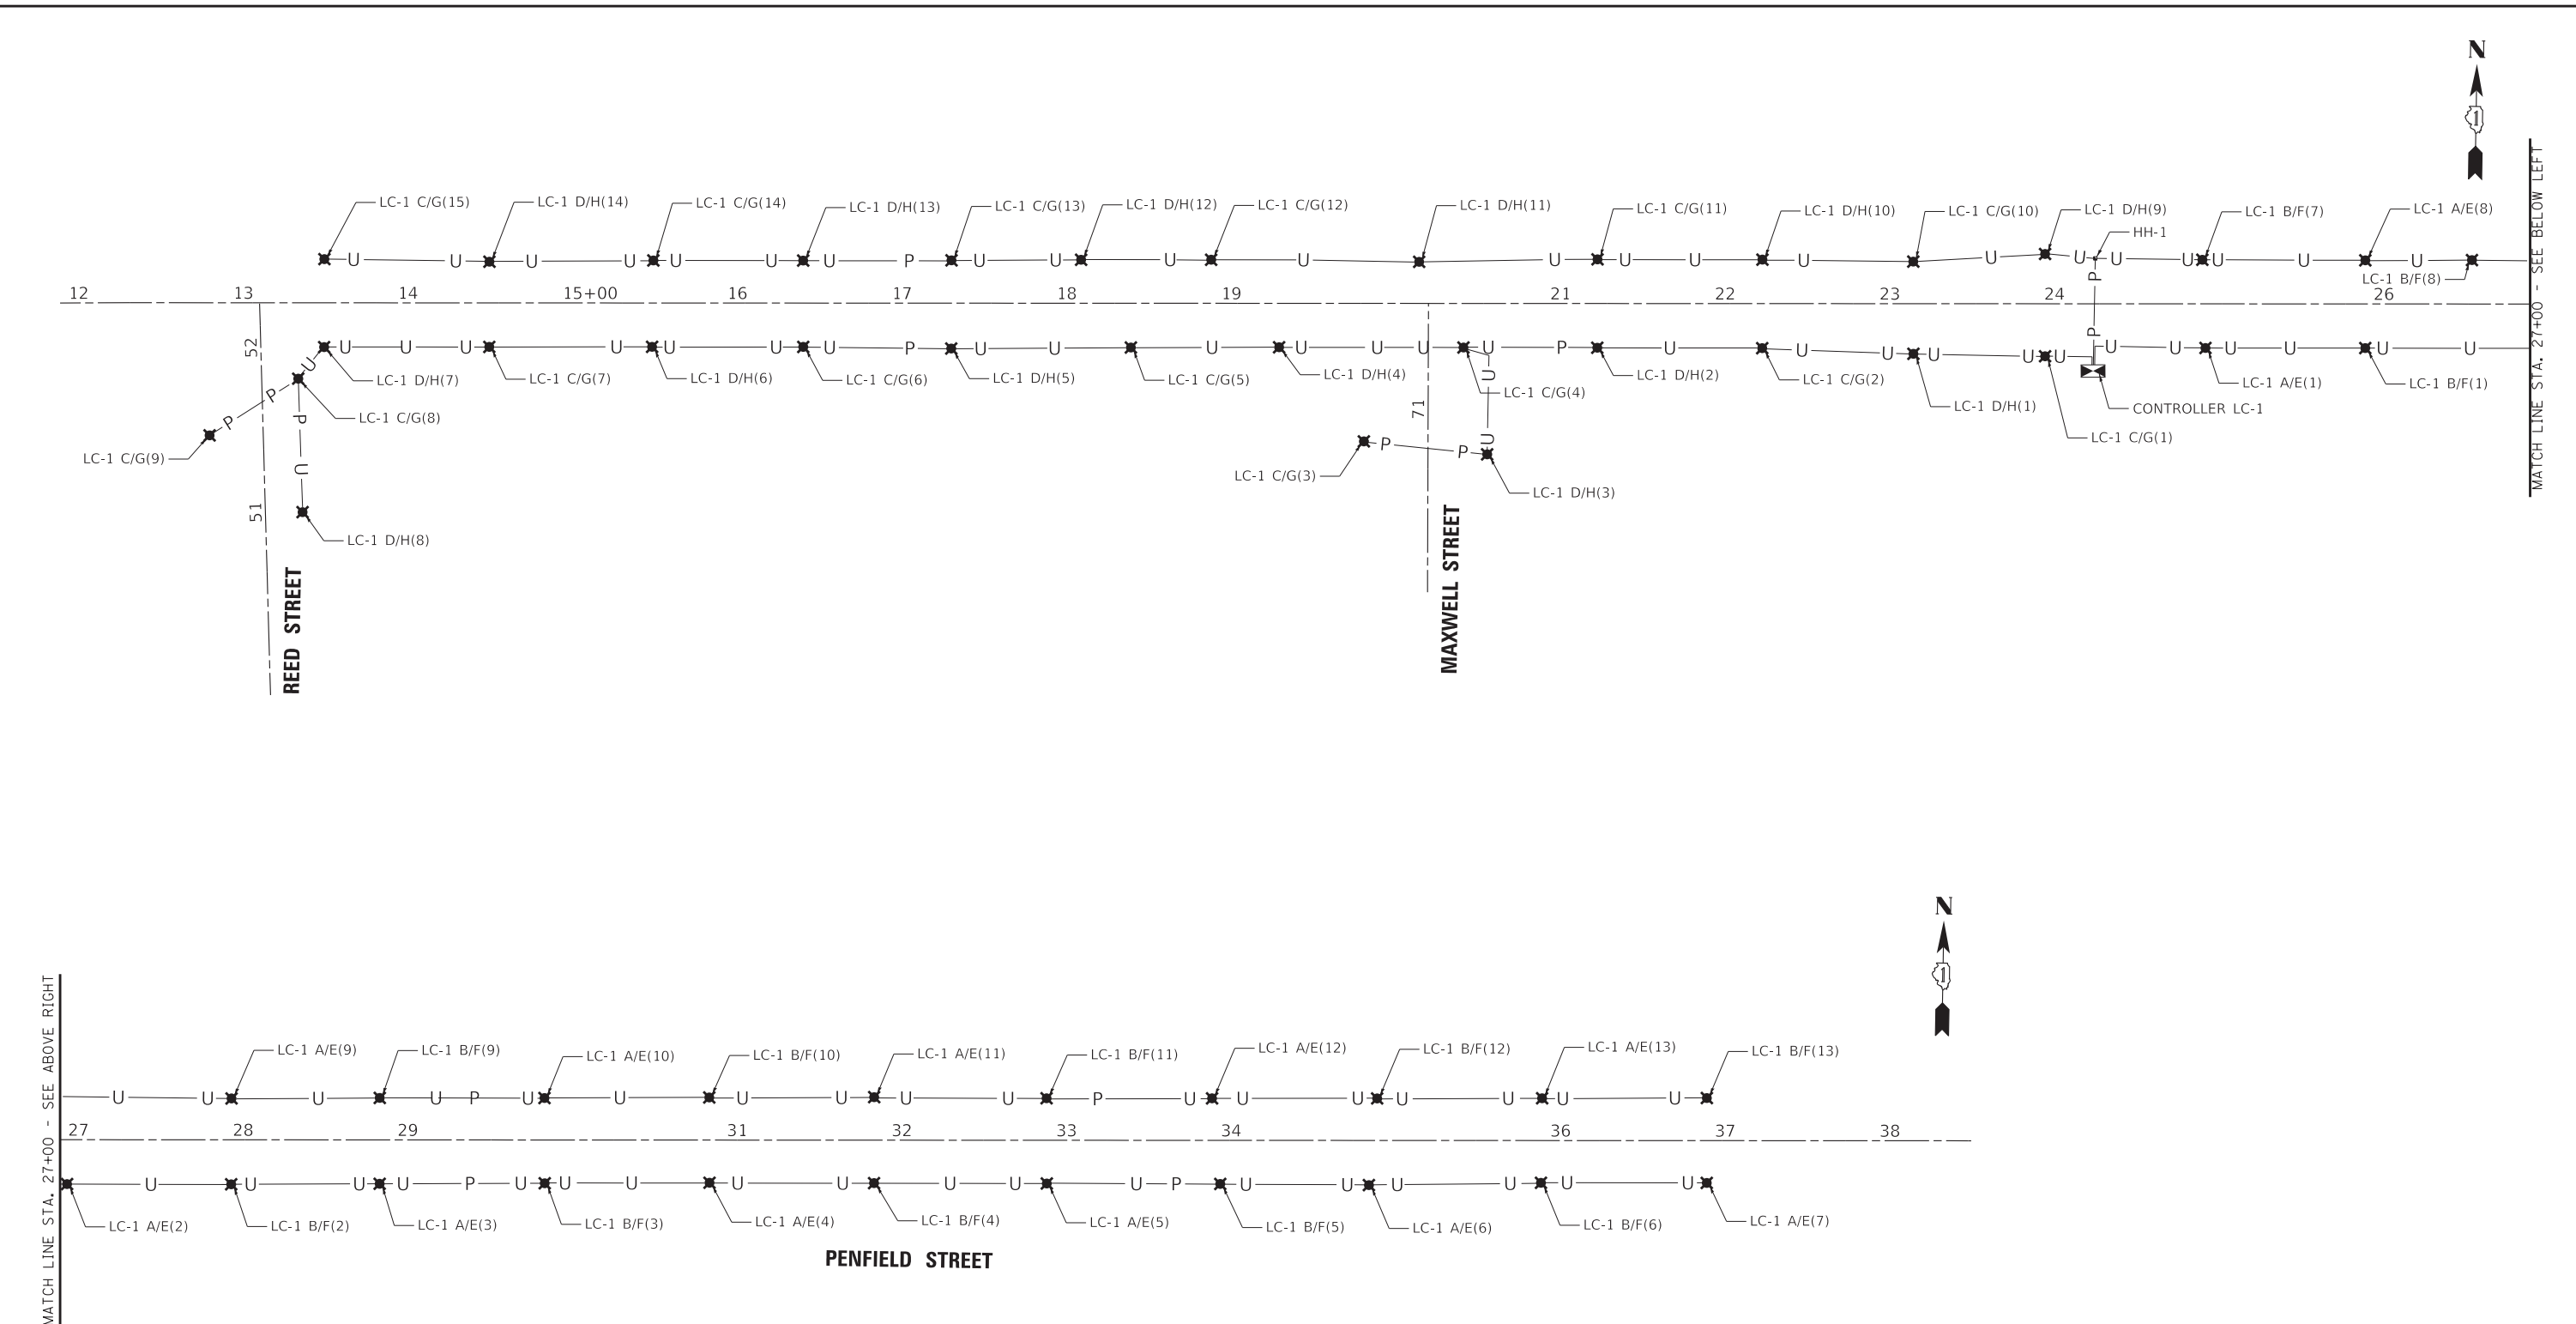 N
1
LC-1 C/G(15)
LC-1 D/H(14)
LC-1 C/G(14)
LC-1 D/H(13)
LC-1 C/G(13)
LC-1 D/H(12)
LC-1 C/G(12)
LC-1 D/H(11)
LC-1 C/G(11)
LC-1 D/H(10)
LC-1 C/G(10)
LC-1 D/H(9)
HH-1
LC-1 B/F(7)
LC-1 A/E(8)
U U U U U U U U P U U U U U U U U U U U U U U U U U
LC-1 B/F(8)
12 13 14 15+00 16 17 18 19 21 22 23 24 26
P
P
MATCH LINE STA. 27+00 - SEE BELOW LEFT
52
U U U U U U U P U U U U U U U P U U U U U U U U U U U
U
LC-1 D/H(7)
LC-1 C/G(7)
LC-1 D/H(6)
LC-1 C/G(6)
LC-1 D/H(5)
LC-1 C/G(5)
LC-1 D/H(4)
LC-1 C/G(4)
LC-1 D/H(2)
LC-1 C/G(2)
LC-1 D/H(1)
LC-1 C/G(1)
CONTROLLER LC-1
LC-1 A/E(1)
LC-1 B/F(1)
P P
LC-1 C/G(8)
LC-1 C/G(9)
P
U
51
LC-1 D/H(8)
REED STREET
71
U
U
P P
LC-1 C/G(3)
LC-1 D/H(3)
MAXWELL STREET
N
1
MATCH LINE STA. 27+00 - SEE ABOVE RIGHT
LC-1 A/E(9)
LC-1 B/F(9)
LC-1 A/E(10)
LC-1 B/F(10)
LC-1 A/E(11)
LC-1 B/F(11)
LC-1 A/E(12)
LC-1 B/F(12)
LC-1 A/E(13)
LC-1 B/F(13)
U U U U P U U U U U U P U U U U U U U
27 28 29 31 32 33 34 36 37 38
U U U U P U U U U U U U U P U U U U U U
LC-1 A/E(2)
LC-1 B/F(2)
LC-1 A/E(3)
LC-1 B/F(3)
LC-1 A/E(4)
LC-1 B/F(4)
LC-1 A/E(5)
LC-1 B/F(5)
LC-1 A/E(6)
LC-1 B/F(6)
LC-1 A/E(7)
PENFIELD STREET